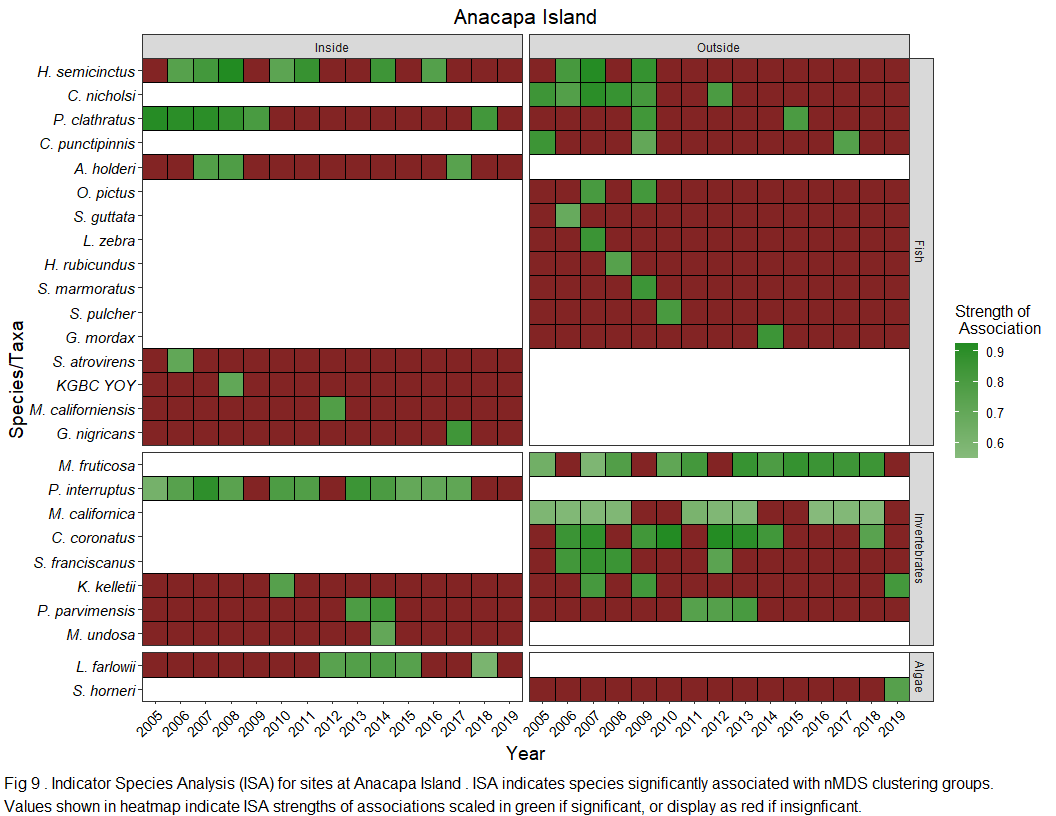 Anacapa Island
Inside
Outside
H. semicinctus
C. nicholsi
P. clathratus
C. punctipinnis
A. holderi
O. pictus
S. guttata
L. zebra
H. rubicundus
S. marmoratus
S. pulcher
G. mordax
S. atrovirens
KGBC YOY
M. californiensis
G. nigricans
M. fruticosa
P. interruptus
M. californica
C. coronatus
S. franciscanus
K. kelletii
P. parvimensis
M. undosa
L. farlowii
S. horneri
Species/Taxa
Fish
Invertebrates
Algae
Strength of
Association
0.9
0.8
0.7
0.6
2005 2006 2007 2008 2009 2010 2011 2012 2013 2014 2015 2016 2017 2018 2019
2005 2006 2007 2008 2009 2010 2011 2012 2013 2014 2015 2016 2017 2018 2019
Year
Fig 9 . Indicator Species Analysis (ISA) for sites at Anacapa Island . ISA indicates species significantly associated with nMDS clustering groups.
Values shown in heatmap indicate ISA strengths of associations scaled in green if significant, or display as red if insignficant.